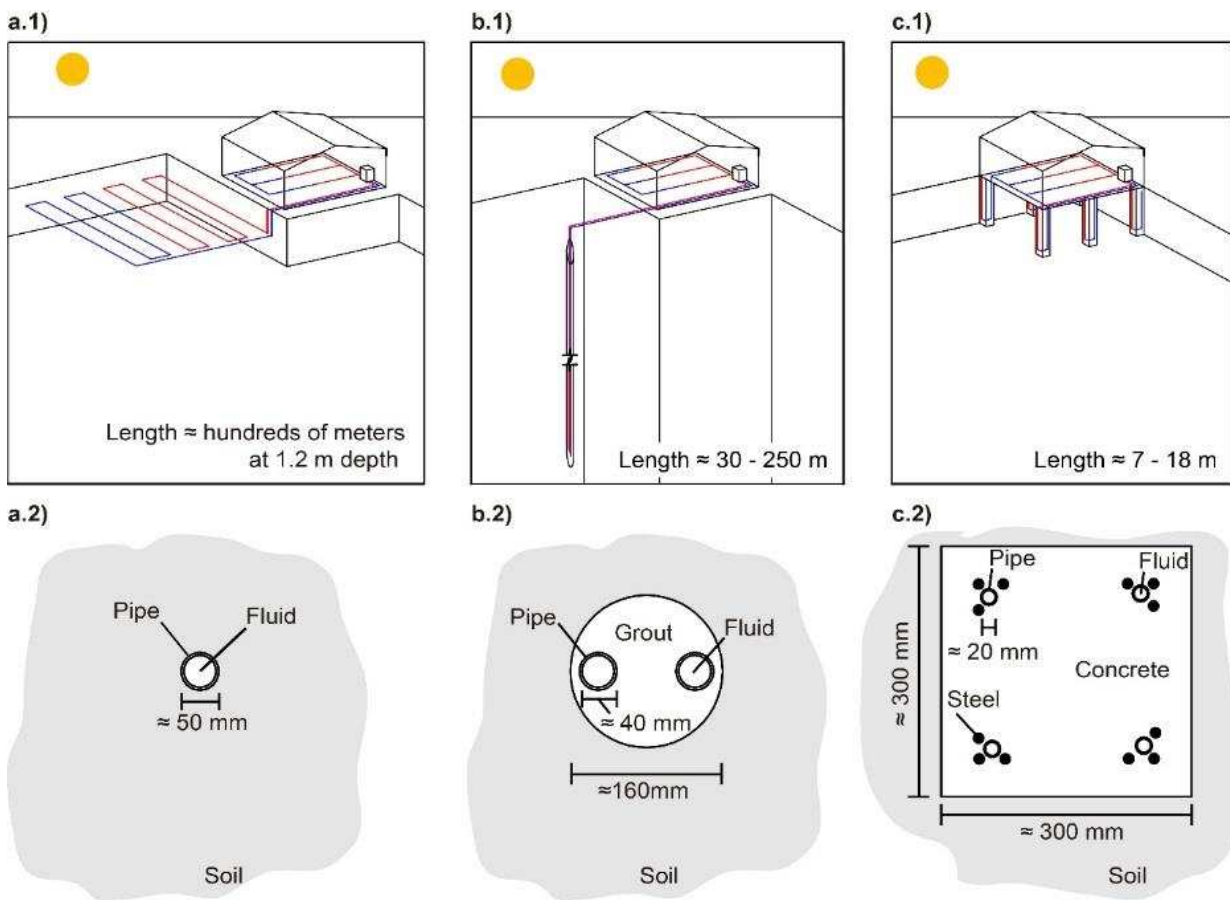 a.1)
b.1)
c.1)
Length ≈ hundreds of meters
at 1.2 m depth
Length ≈ 30 - 250 m
Length ≈ 7 - 18 m
a.2)
b.2)
c.2)
Pipe
Fluid
≈ 50 mm
Soil
Pipe
Grout
Fluid
≈ 40 mm
≈160mm
Soil
Pipe
Fluid
≈ 20 mm
Concrete
Steel
≈ 300 mm
≈ 300 mm
Soil